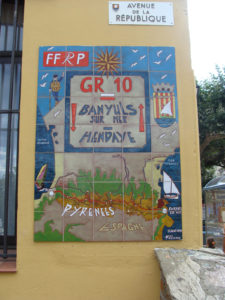 AVENUE DE LA
RÉPUBLIQUE
FFRP
GR 10
BANYULS
SUR MER
HENDAYE
PYRENEES
ESPAGNE